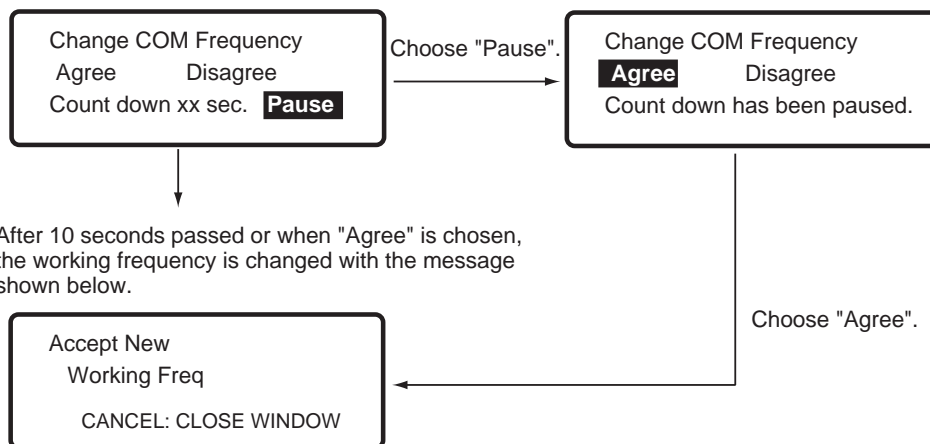 Change COM Frequency
Agree Disagree
Count down xx sec. Pause
Choose "Pause".
Change COM Frequency
Agree Disagree
Count down has been paused.
After 10 seconds passed or when "Agree" is chosen,
the working frequency is changed with the message
shown below.
Choose "Agree".
Accept New
Working Freq
CANCEL: CLOSE WINDOW